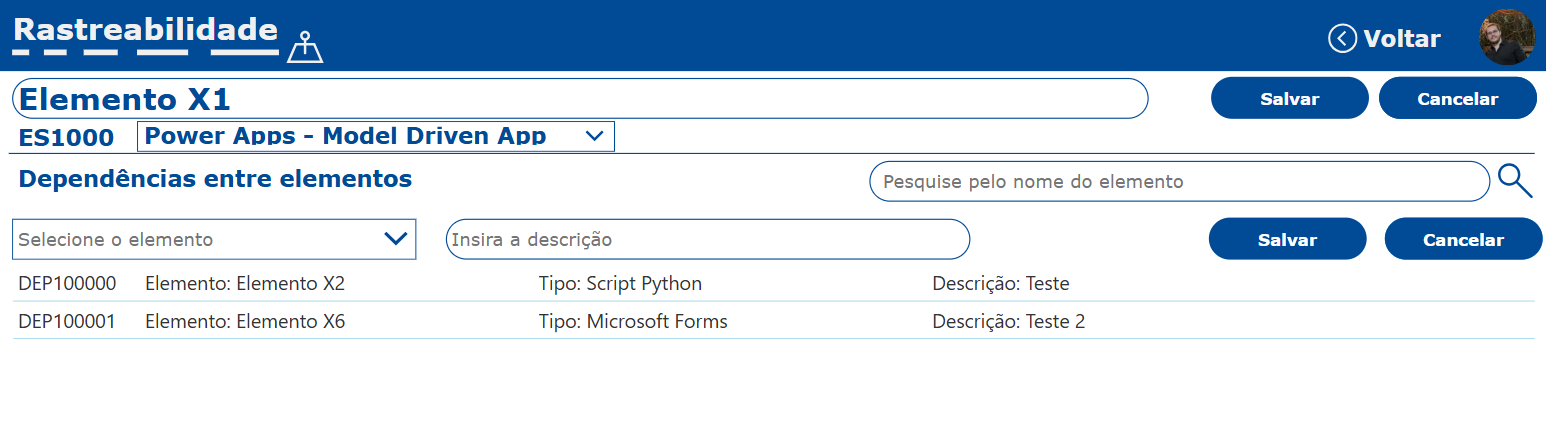 Rastreabilidade
Voltar
Elemento X1
Salvar
Cancelar
ES1000
Power Apps - Model Driven App
Dependências entre elementos
Pesquise pelo nome do elemento
Selecione o elemento
Insira a descrição
Salvar
Cancelar
DEP100000 Elemento: Elemento X2 Tipo: Script Python Descrição: Teste
DEP100001 Elemento: Elemento X6 Tipo: Microsoft Forms Descrição: Teste 2